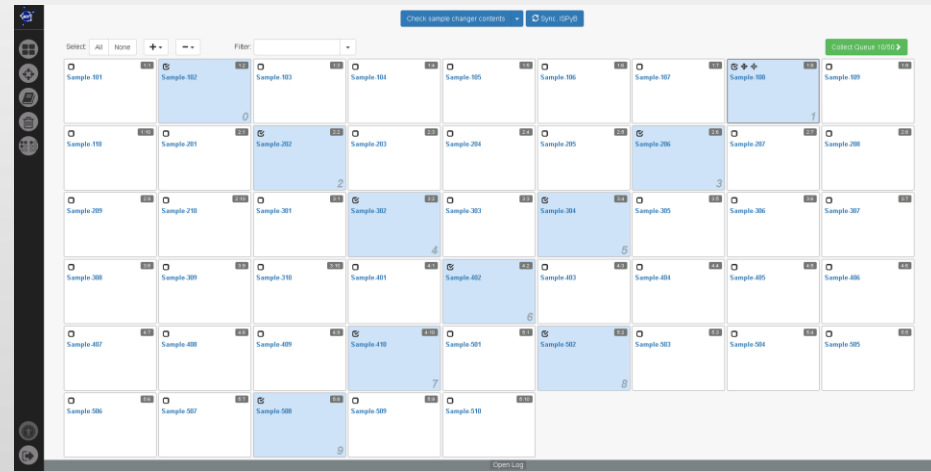 Check sample changer contents Sync. ISPyB
Select: All None Filter: Collect Queue 10/50
1:1 1:2 1:3 1:4 1:5 1:6 1:7 1:8 1:9
Sample-101 Sample-102 Sample-103 Sample-104 Sample-105 Sample-106 Sample-107 Sample-108 Sample-109
0 1
1:10 2:1 2:2 2:3 2:4 2:5 2:6 2:7 2:8
Sample-110 Sample-201 Sample-202 Sample-203 Sample-204 Sample-205 Sample-206 Sample-207 Sample-208
2 3
2:9 2:10 3:1 3:2 3:3 3:4 3:5 3:6 3:7
Sample-209 Sample-210 Sample-301 Sample-302 Sample-303 Sample-304 Sample-305 Sample-306 Sample-307
4 5
3:8 3:9 3:10 4:1 4:2 4:3 4:4 4:5 4:6
Sample-308 Sample-309 Sample-310 Sample-401 Sample-402 Sample-403 Sample-404 Sample-405 Sample-406
6
4:7 4:8 4:9 4:10 5:1 5:2 5:3 5:4 5:5
Sample-407 Sample-408 Sample-409 Sample-410 Sample-501 Sample-502 Sample-503 Sample-504 Sample-505
7 8
5:6 5:7 5:8 5:9 5:10
Sample-506 Sample-507 Sample-508 Sample-509 Sample-510
9
Open Log